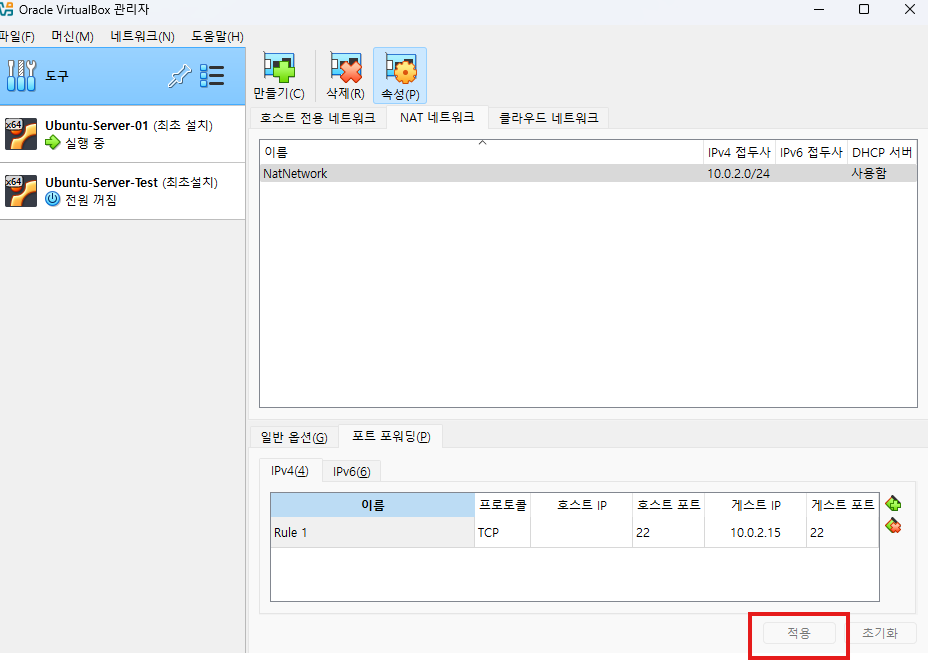 Oracle VirtualBox 관리자
파일(F) 머신(M) 네트워크(N) 도움말(H)
도구
만들기(C) 삭제(R) 속성(P)
x64
Ubuntu-Server-01 (최초 설치)
실행 중
x64
Ubuntu-Server-Test (최초설치)
전원 꺼짐
호스트 전용 네트워크 NAT 네트워크 클라우드 네트워크
이름 IPv4 접두사 IPv6 접두사 DHCP 서버
NatNetwork 10.0.2.0/24 사용함
일반 옵션(G) 포트 포워딩(P)
IPv4(4) IPv6(6)
이름 프로토콜 호스트 IP 호스트 포트 게스트 IP 게스트 포트
Rule 1 TCP 22 10.0.2.15 22
적용 초기화